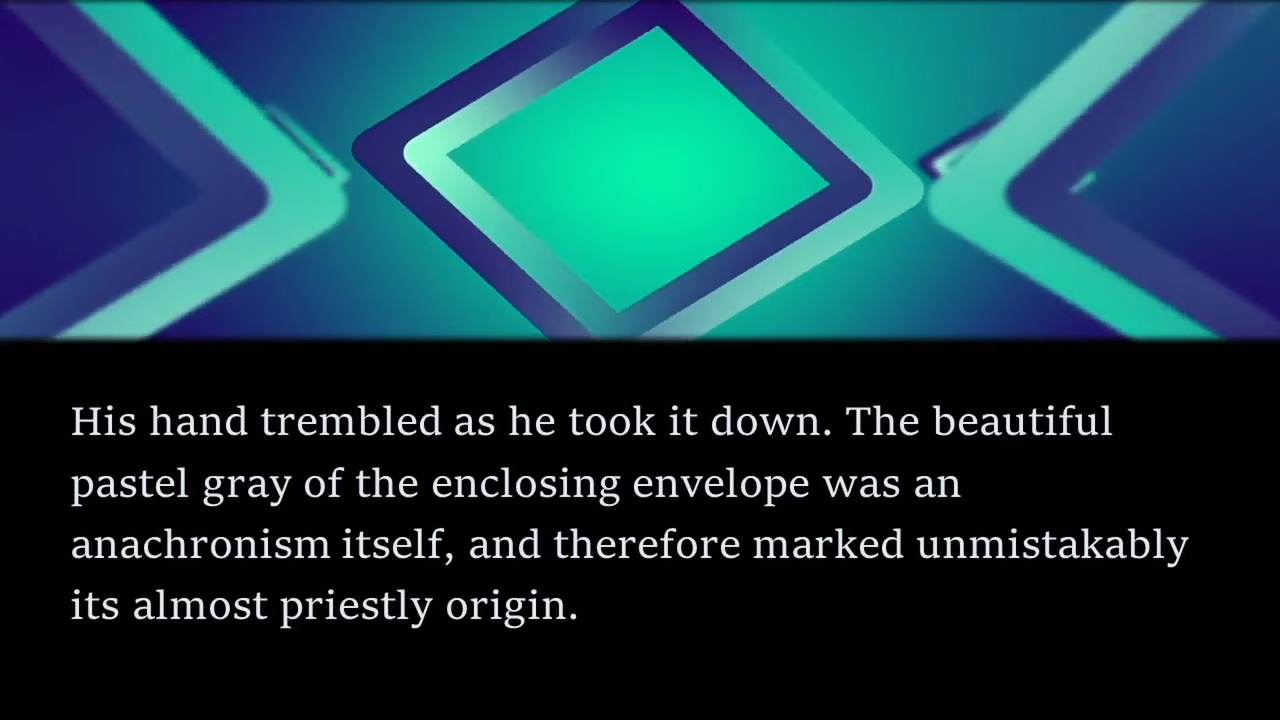 His hand trembled as he took it down. The beautiful
pastel gray of the enclosing envelope was an
anachronism itself, and therefore marked unmistakably
its almost priestly origin.